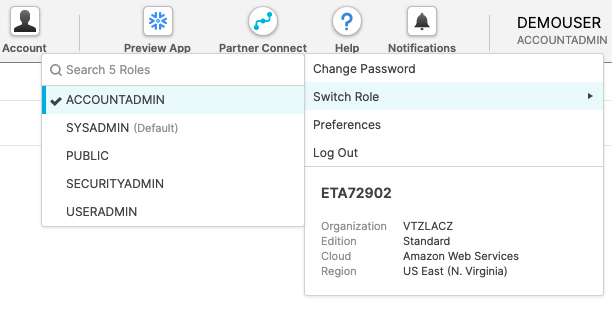 Account
Preview App
Partner Connect
Help
Notifications
DEMOUSER
ACCOUNTADMIN
Search 5 Roles
ACCOUNTADMIN
SYSADMIN (Default)
PUBLIC
SECURITYADMIN
USERADMIN
Change Password
Switch Role
Preferences
Log Out
ETA72902
Organization VTZLACZ
Edition Standard
Cloud Amazon Web Services
Region US East (N. Virginia)